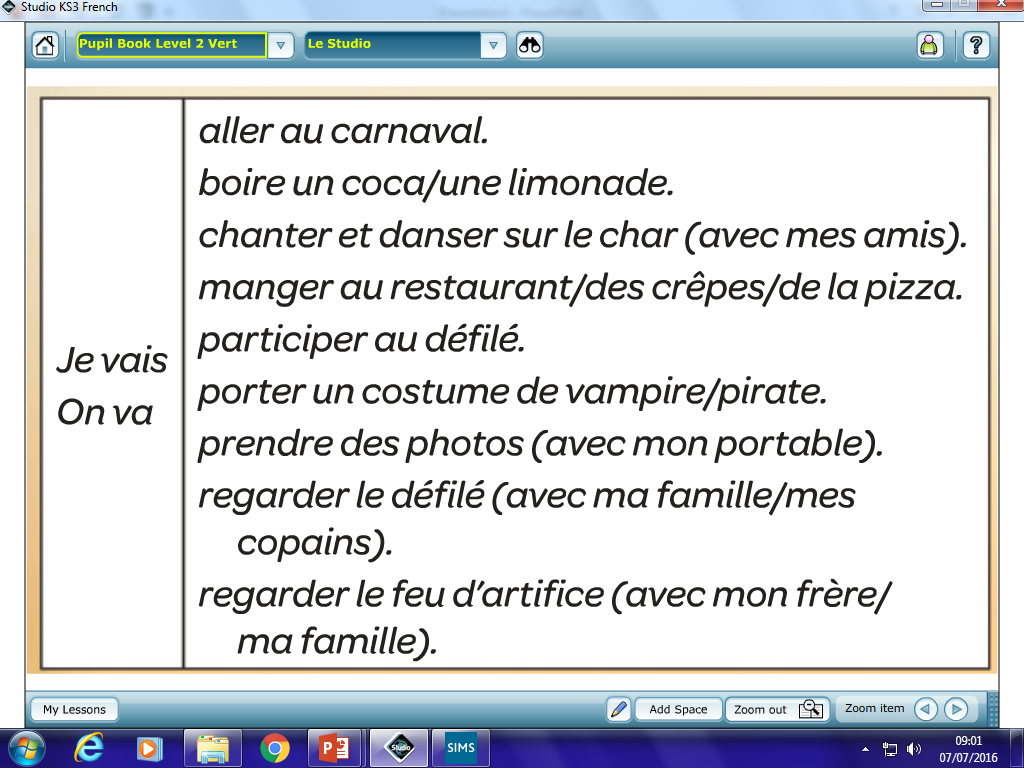 Studio KS3 French
Pupil Book Level 2 Vert
Le Studio
?
Je vais
On va
aller au carnaval.
boire un coca/une limonade.
chanter et danser sur le char (avec mes amis).
manger au restaurant/des crêpes/de la pizza.
participer au défilé.
porter un costume de vampire/pirate.
prendre des photos (avec mon portable).
regarder le défilé (avec ma famille/mes
copains).
regarder le feu d'artifice (avec mon frère/
ma famille).
My Lessons
Add Space
Zoom out
Zoom item
Studio
SIMS
09:01
07/07/2016